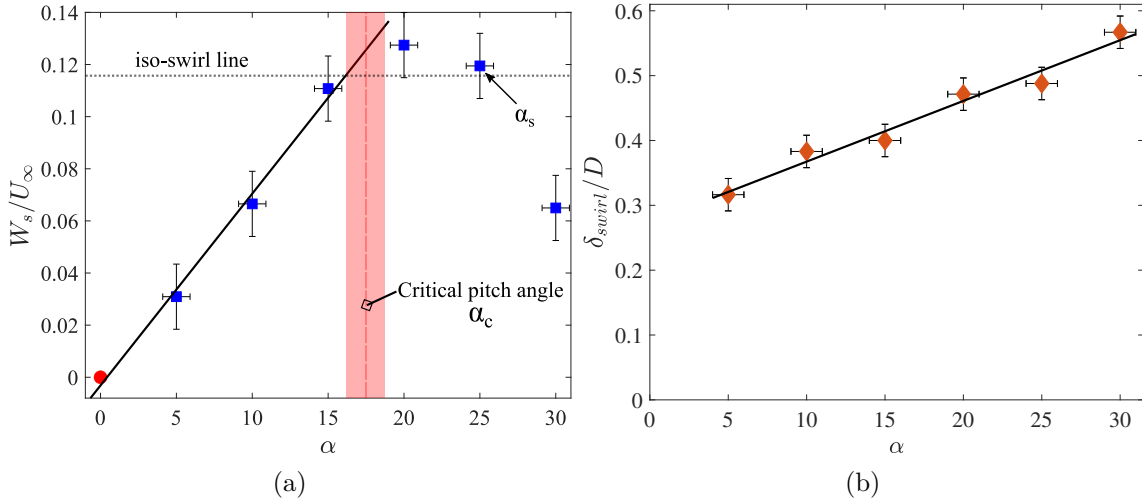 0.14
0.12
0.1
0.08
0.06
0.04
0.02
0
W_s/U_∞
iso-swirl line
α_s
Critical pitch angle
α_c
0 5 10 15 20 25 30
α
(a)
0.6
0.5
0.4
0.3
0.2
0.1
0
δ_{swirl}/D
0 5 10 15 20 25 30
α
(b)